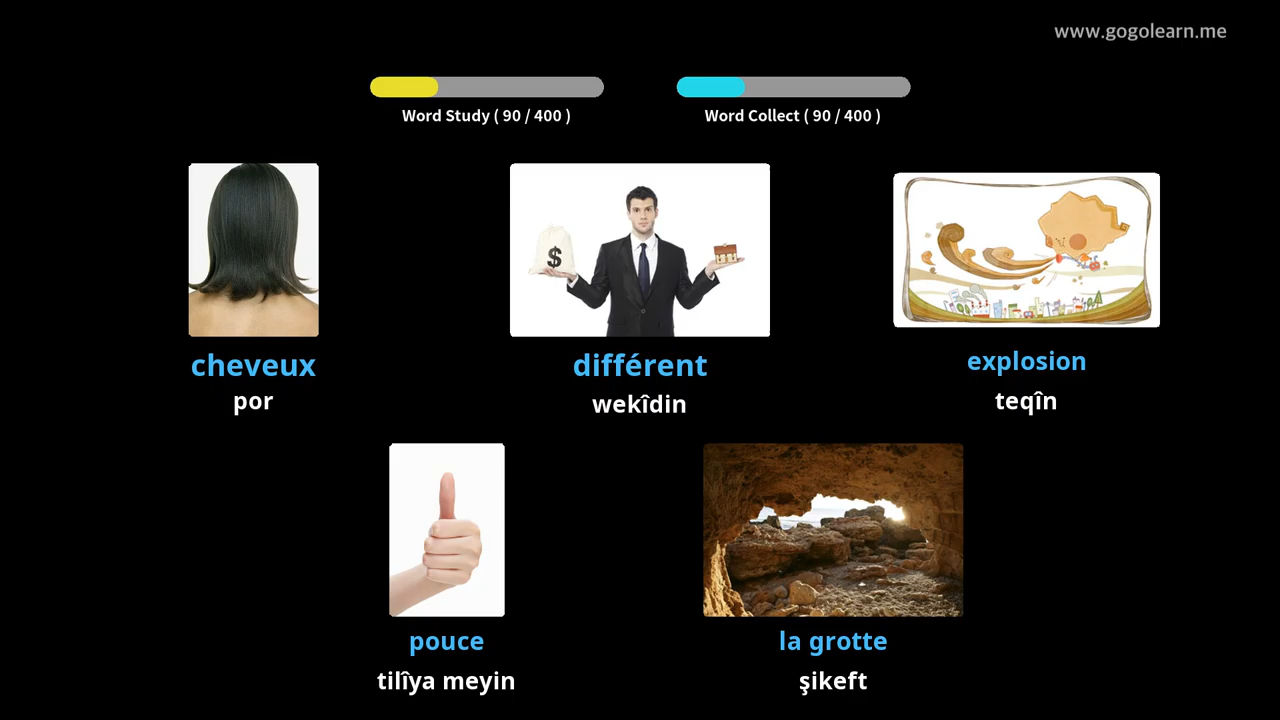 www.gogolearn.me
Word Study ( 90 / 400 )
Word Collect ( 90 / 400 )
$
cheveux
por
différent
wekîdin
explosion
teqîn
pouce
tilîya meyin
la grotte
şikeft